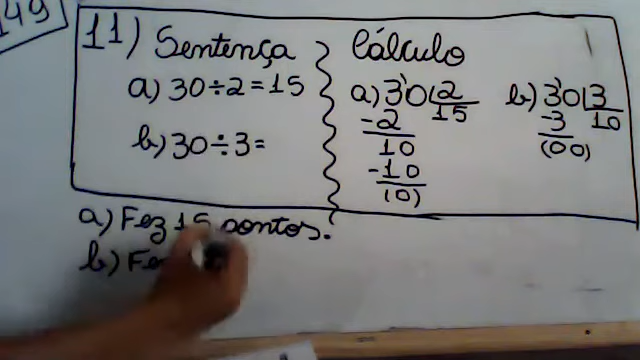 149
11) Sentença
a) 30÷2=15
b) 30÷3=
Cálculo
a) 30 2
-2 15
10
-10
(0)
b) 30 3
-3 10
(00)
a) Fez 15 pontos.
b) Fez